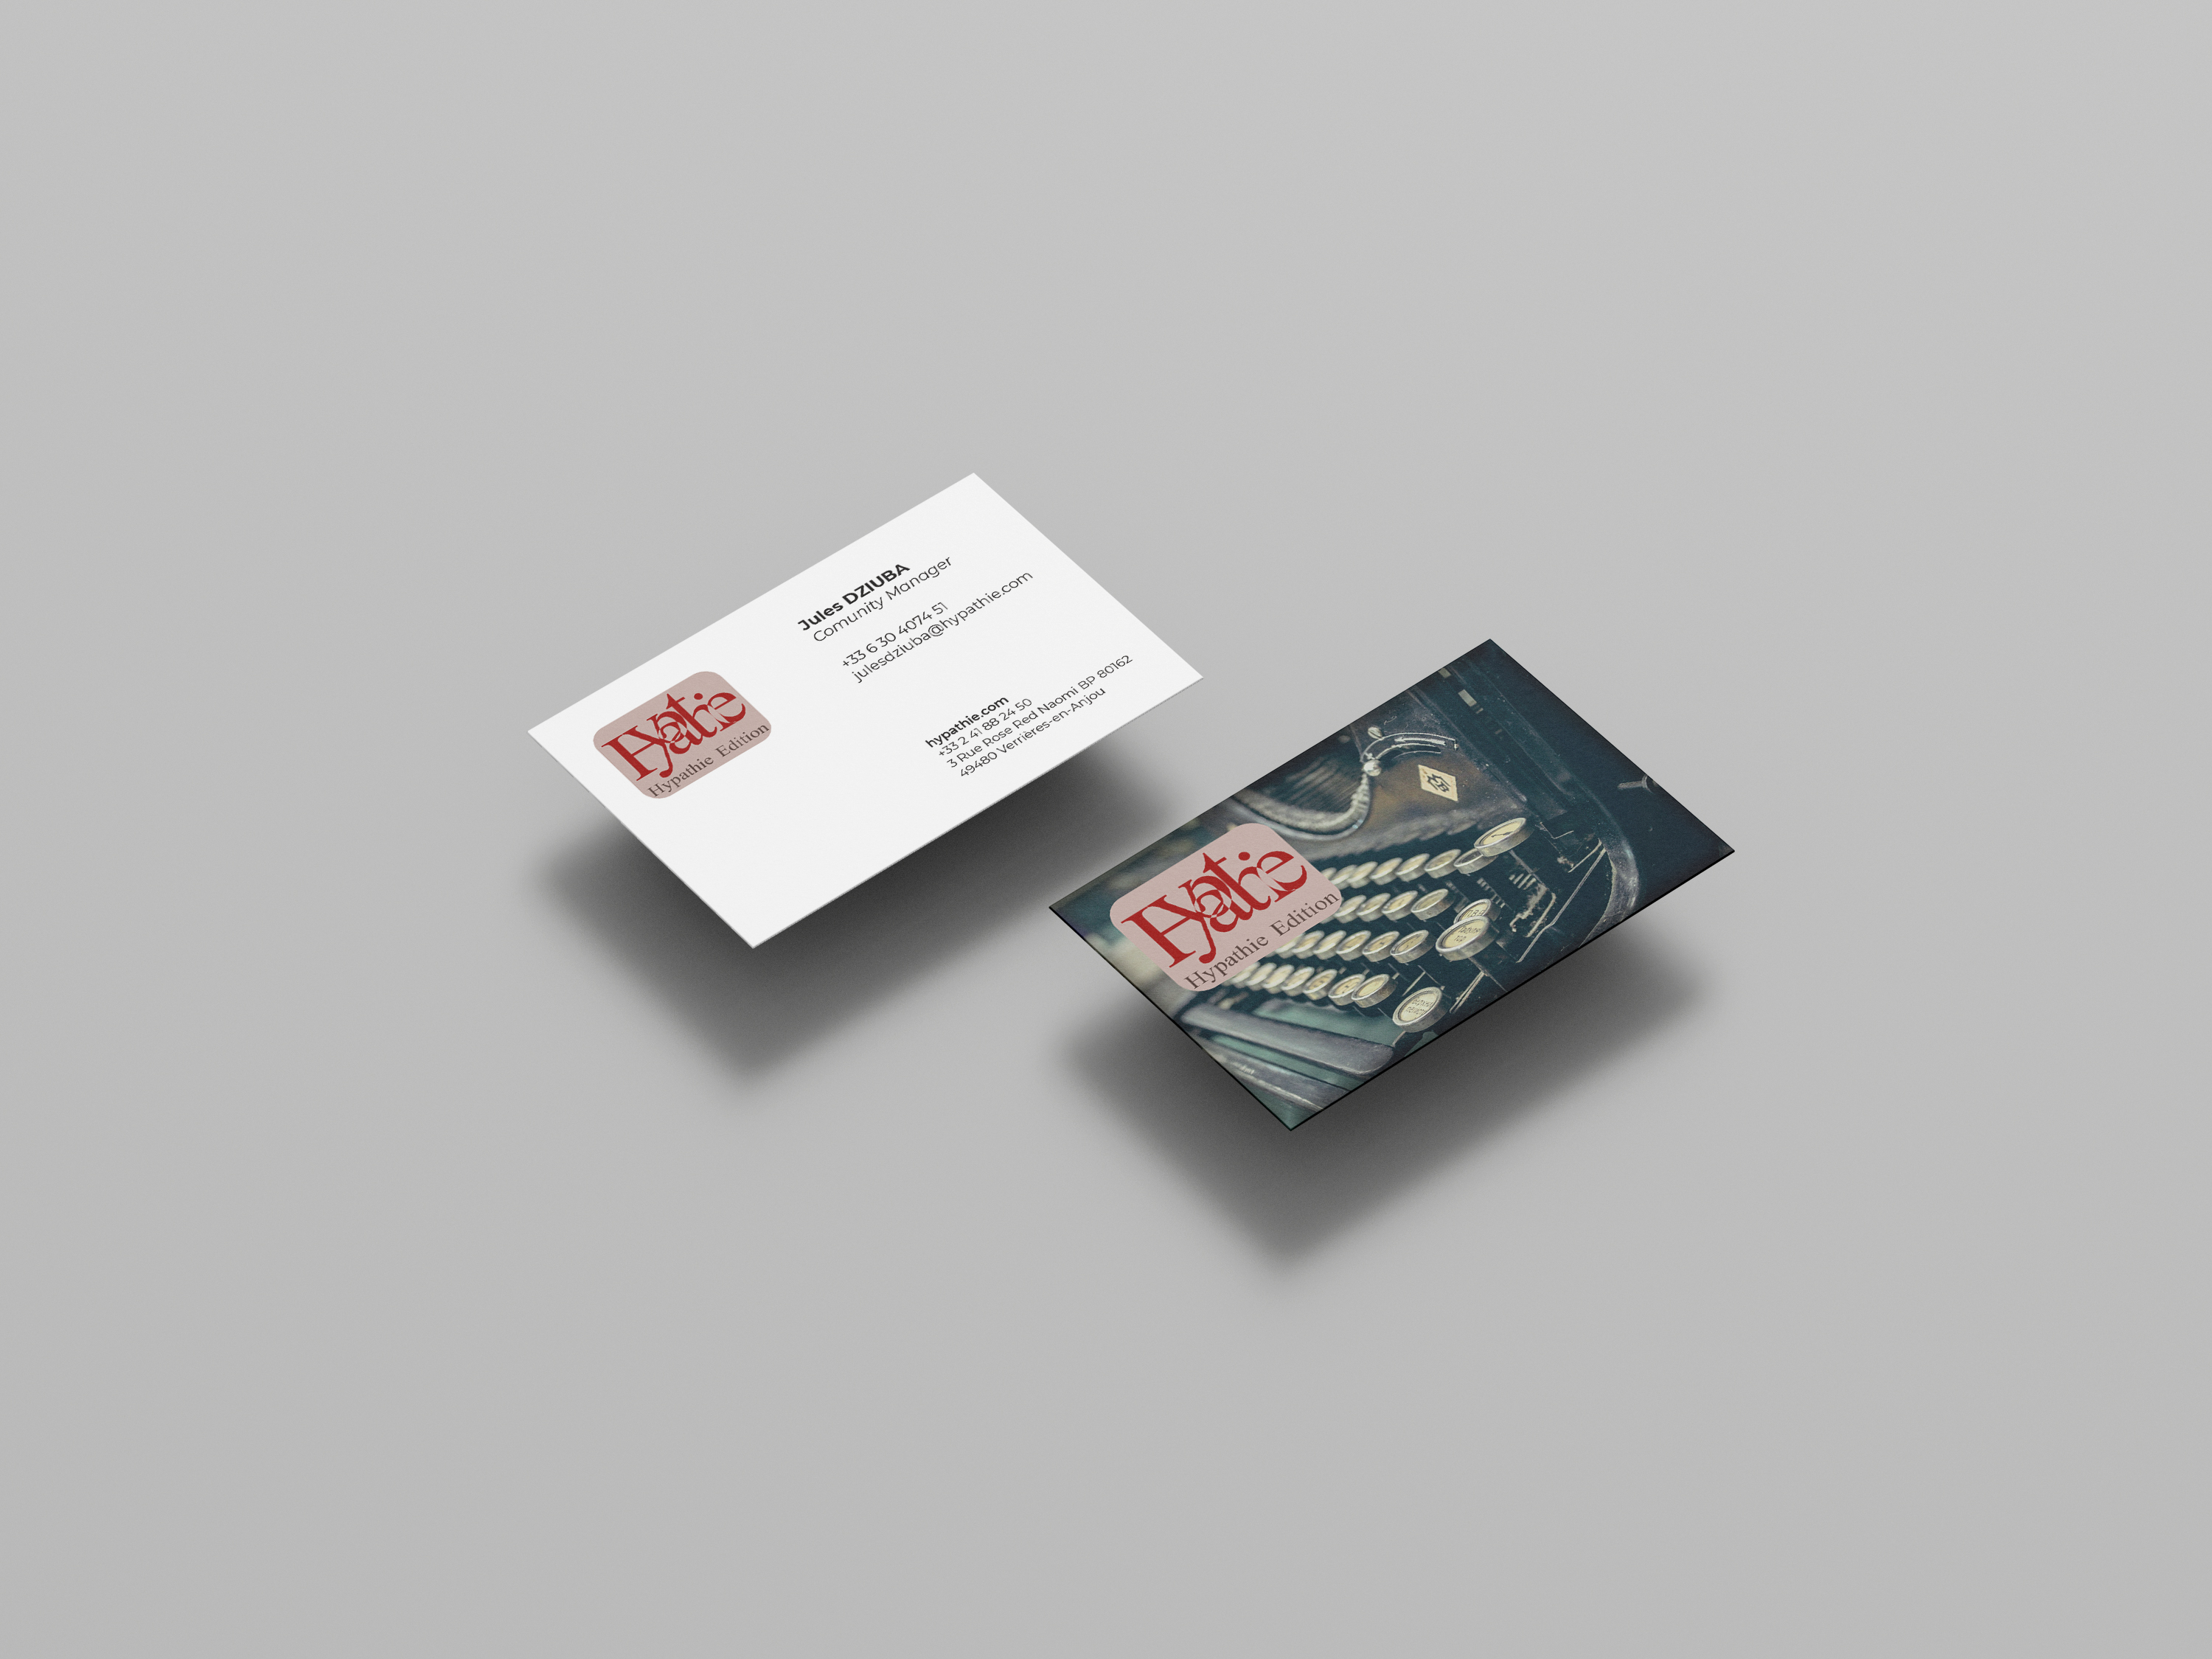 Hypathie
Hypathie Edition
Jules DZIUBA
Comunity Manager
+33 6 30 4074 51
julesdziuba@hypathie.com
hypathie.com
+33 2 41 88 24 50
3 Rue Rose Red Naomi BP 80162
49480 Verrières-en-Anjou
Hypathie
Hypathie Edition